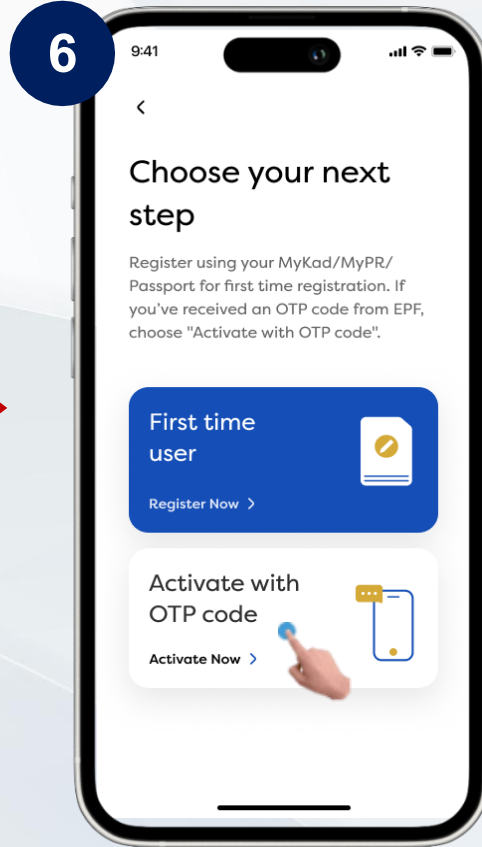 6
9:41
Choose your next
step
Register using your MyKad/MyPR/
Passport for first time registration. If
you've received an OTP code from EPF,
choose "Activate with OTP code".
First time
user
Register Now >
Activate with
OTP code
Activate Now >